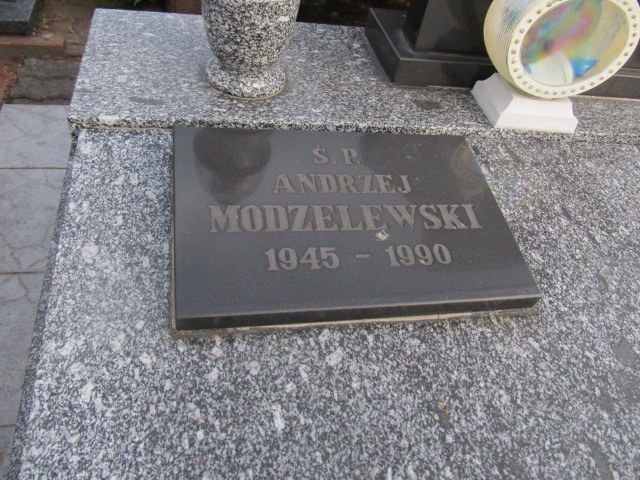 Ś. P.
ANDRZEJ
MODZELEWSKI
1945 - 1990